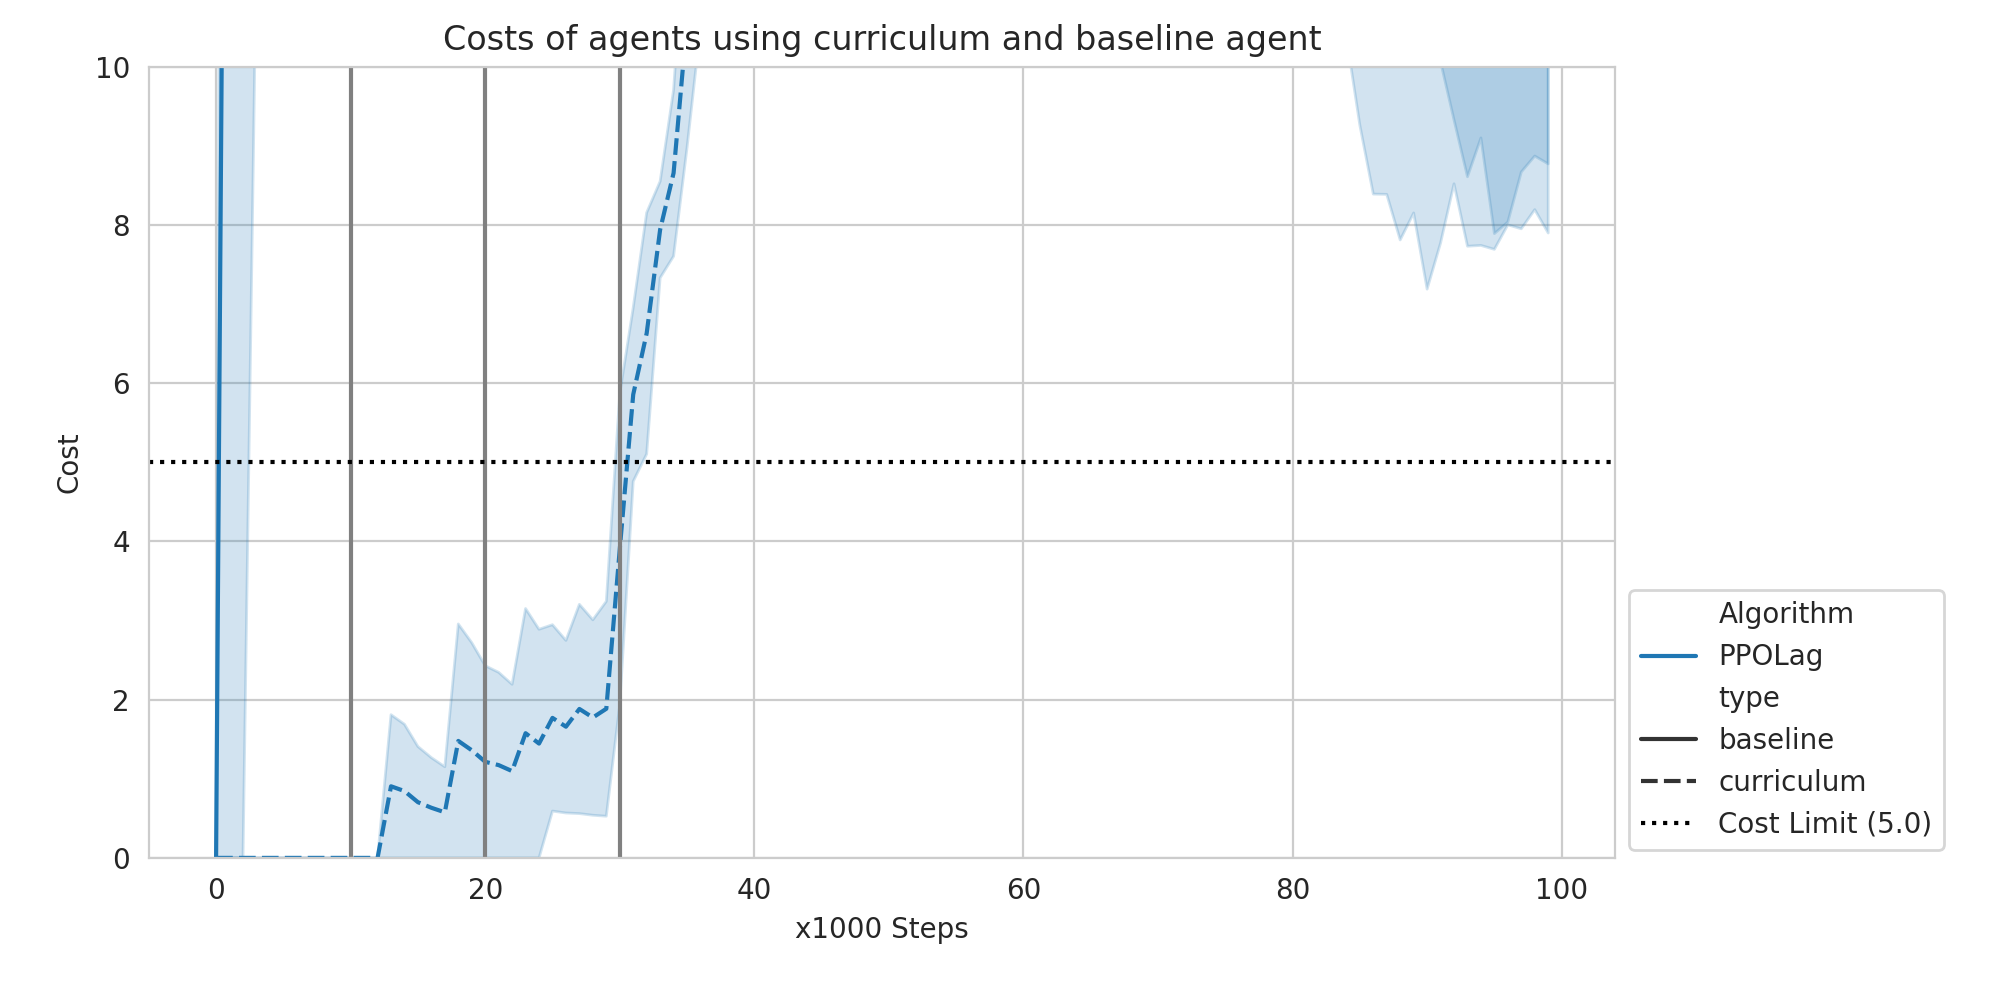 Costs of agents using curriculum and baseline agent
10
8
6
4
2
0
Cost
0 20 40 60 80 100
x1000 Steps
Algorithm
PPOLag
type
baseline
curriculum
Cost Limit (5.0)